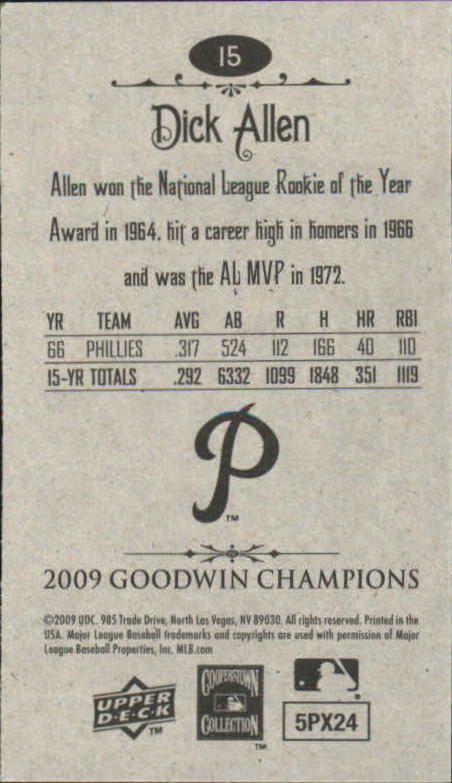 15
Dick Allen
Allen won the National League Rookie of the Year
Award in 1964, hit a career high in homers in 1966
and was the AL MVP in 1972.
YR TEAM AVG AB R H HR RBI
66 PHILLIES .317 524 112 166 40 110
15-YR TOTALS .292 6332 1099 1848 351 1119
P
TM
2009 GOODWIN CHAMPIONS
©2009 UDC. 985 Trade Drive, North Las Vegas, NV 89030. All rights reserved. Printed in the
USA. Major League Baseball trademarks and copyrights are used with permission of Major
League Baseball Properties, Inc. MLB.com
UPPER
D·E·C·K
TM
COOPERSTOWN
COLLECTION
TM
5PX24